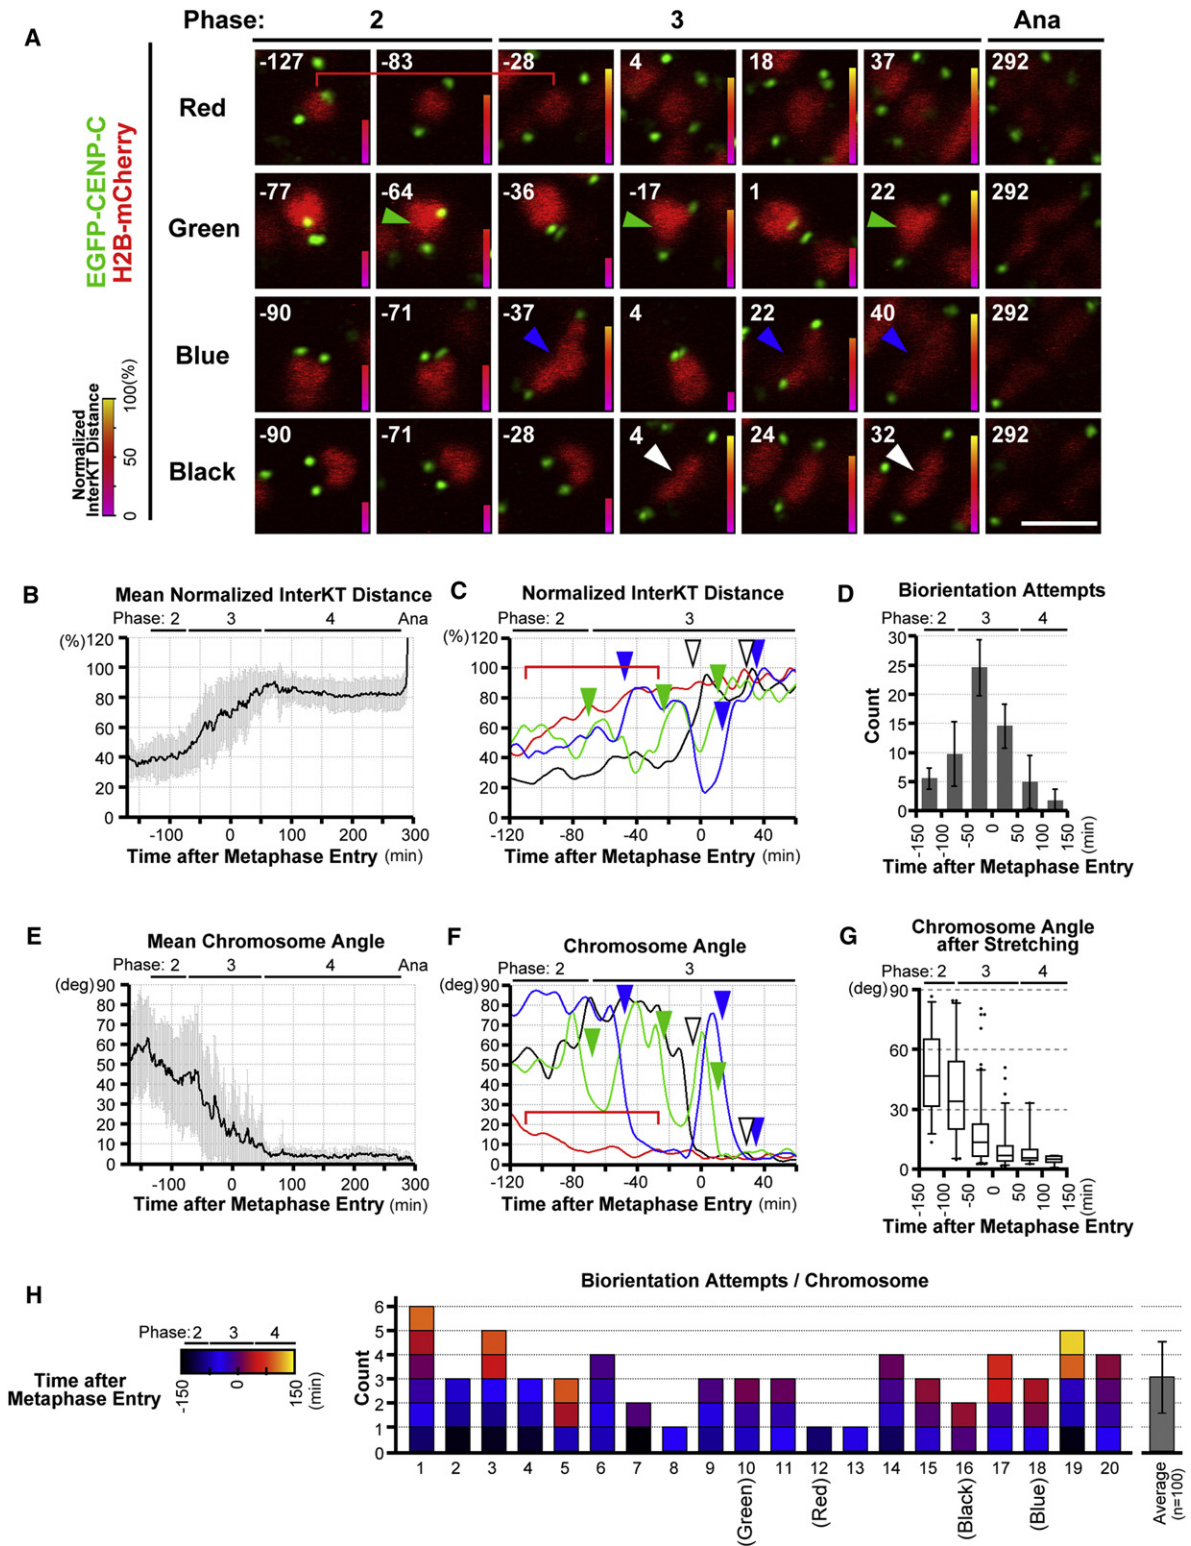 A
Phase: 2 3 Ana
EGFP-CENP-C
H2B-mCherry
Red
-127 -83 -28 4 18 37 292
Green
-77 -64 -36 -17 1 22 292
Blue
-90 -71 -37 4 22 40 292
Black
-90 -71 -28 4 24 32 292
Normalized
InterKT Distance
0 50 100(%)
B
Mean Normalized InterKT Distance
Phase: 2 3 4 Ana
(%)
120
100
80
60
40
20
0
-100 0 100 200 300
Time after Metaphase Entry (min)
C
Normalized InterKT Distance
Phase: 2 3
(%)
120
100
80
60
40
20
0
-120 -80 -40 0 40
Time after Metaphase Entry (min)
D
Biorientation Attempts
Phase: 2 3 4
Count
30
25
20
15
10
5
0
-150 -100 -50 0 50 100 150 (min)
Time after Metaphase Entry
E
Mean Chromosome Angle
Phase: 2 3 4 Ana
(deg)
90
80
70
60
50
40
30
20
10
0
-100 0 100 200 300
Time after Metaphase Entry (min)
F
Chromosome Angle
Phase: 2 3
(deg)
90
80
70
60
50
40
30
20
10
0
-120 -80 -40 0 40
Time after Metaphase Entry (min)
G
Chromosome Angle
after Stretching
Phase: 2 3 4
(deg)
90
60
30
0
-150 -100 -50 0 50 100 150 (min)
Time after Metaphase Entry
H
Phase: 2 3 4
Time after
Metaphase Entry
-150 0 150 (min)
Biorientation Attempts / Chromosome
Count
6
5
4
3
2
1
0
1 2 3 4 5 6 7 8 9 10 11 12 13 14 15 16 17 18 19 20
(Green) (Red) (Black) (Blue)
Average
(n=100)